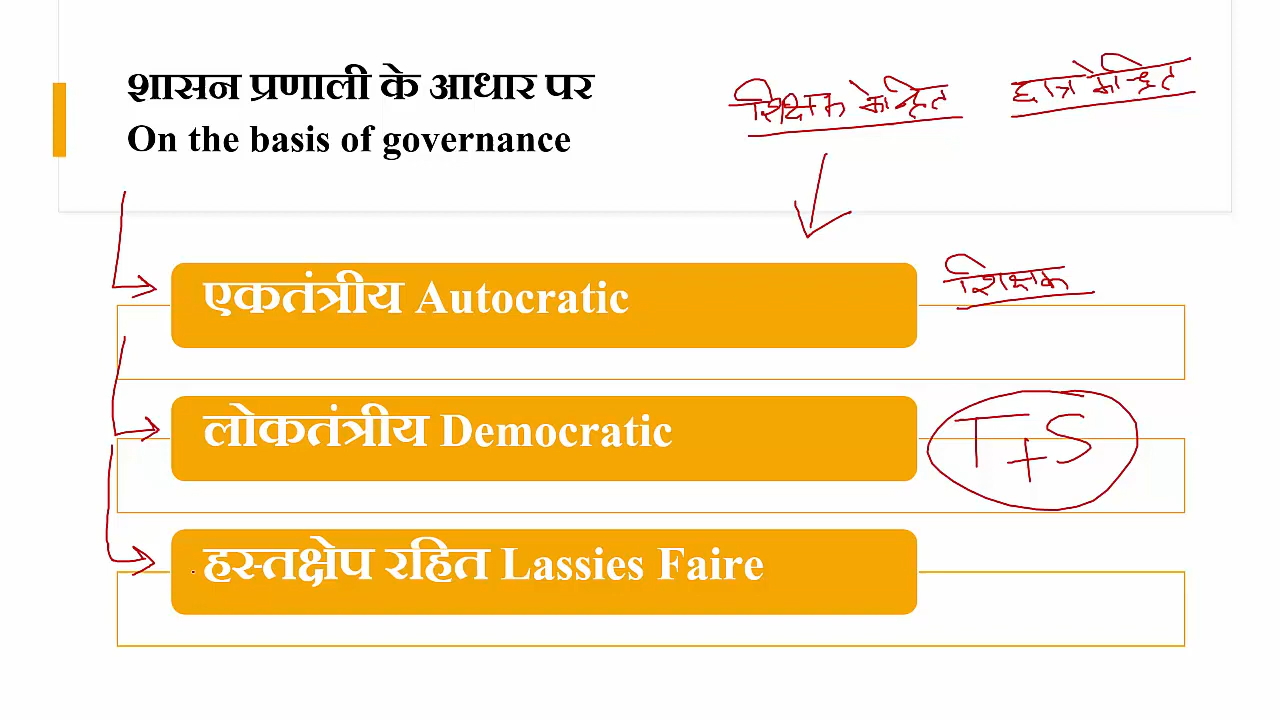 शासन प्रणाली के आधार पर
On the basis of governance
शिक्षक केन्द्रित
छात्र केन्द्रित
एकतंत्रीय Autocratic
शिक्षक
लोकतंत्रीय Democratic
T+S
हस्तक्षेप रहित Lassies Faire